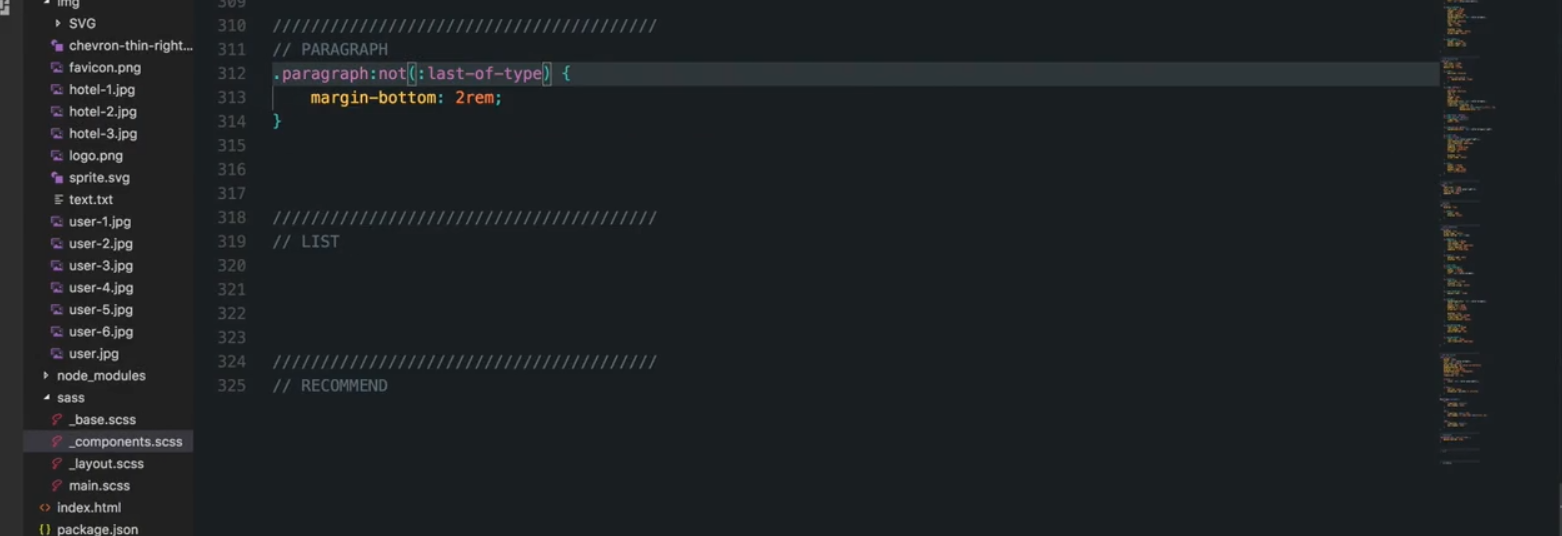 img
SVG
chevron-thin-right...
favicon.png
hotel-1.jpg
hotel-2.jpg
hotel-3.jpg
logo.png
sprite.svg
text.txt
user-1.jpg
user-2.jpg
user-3.jpg
user-4.jpg
user-5.jpg
user-6.jpg
user.jpg
node_modules
sass
_base.scss
_components.scss
_layout.scss
main.scss
index.html
package.json
309
310 ////////////////////////////////////////
311 // PARAGRAPH
312 .paragraph:not(:last-of-type) {
313 margin-bottom: 2rem;
314 }
315
316
317
318 ////////////////////////////////////////
319 // LIST
320
321
322
323
324 ////////////////////////////////////////
325 // RECOMMEND